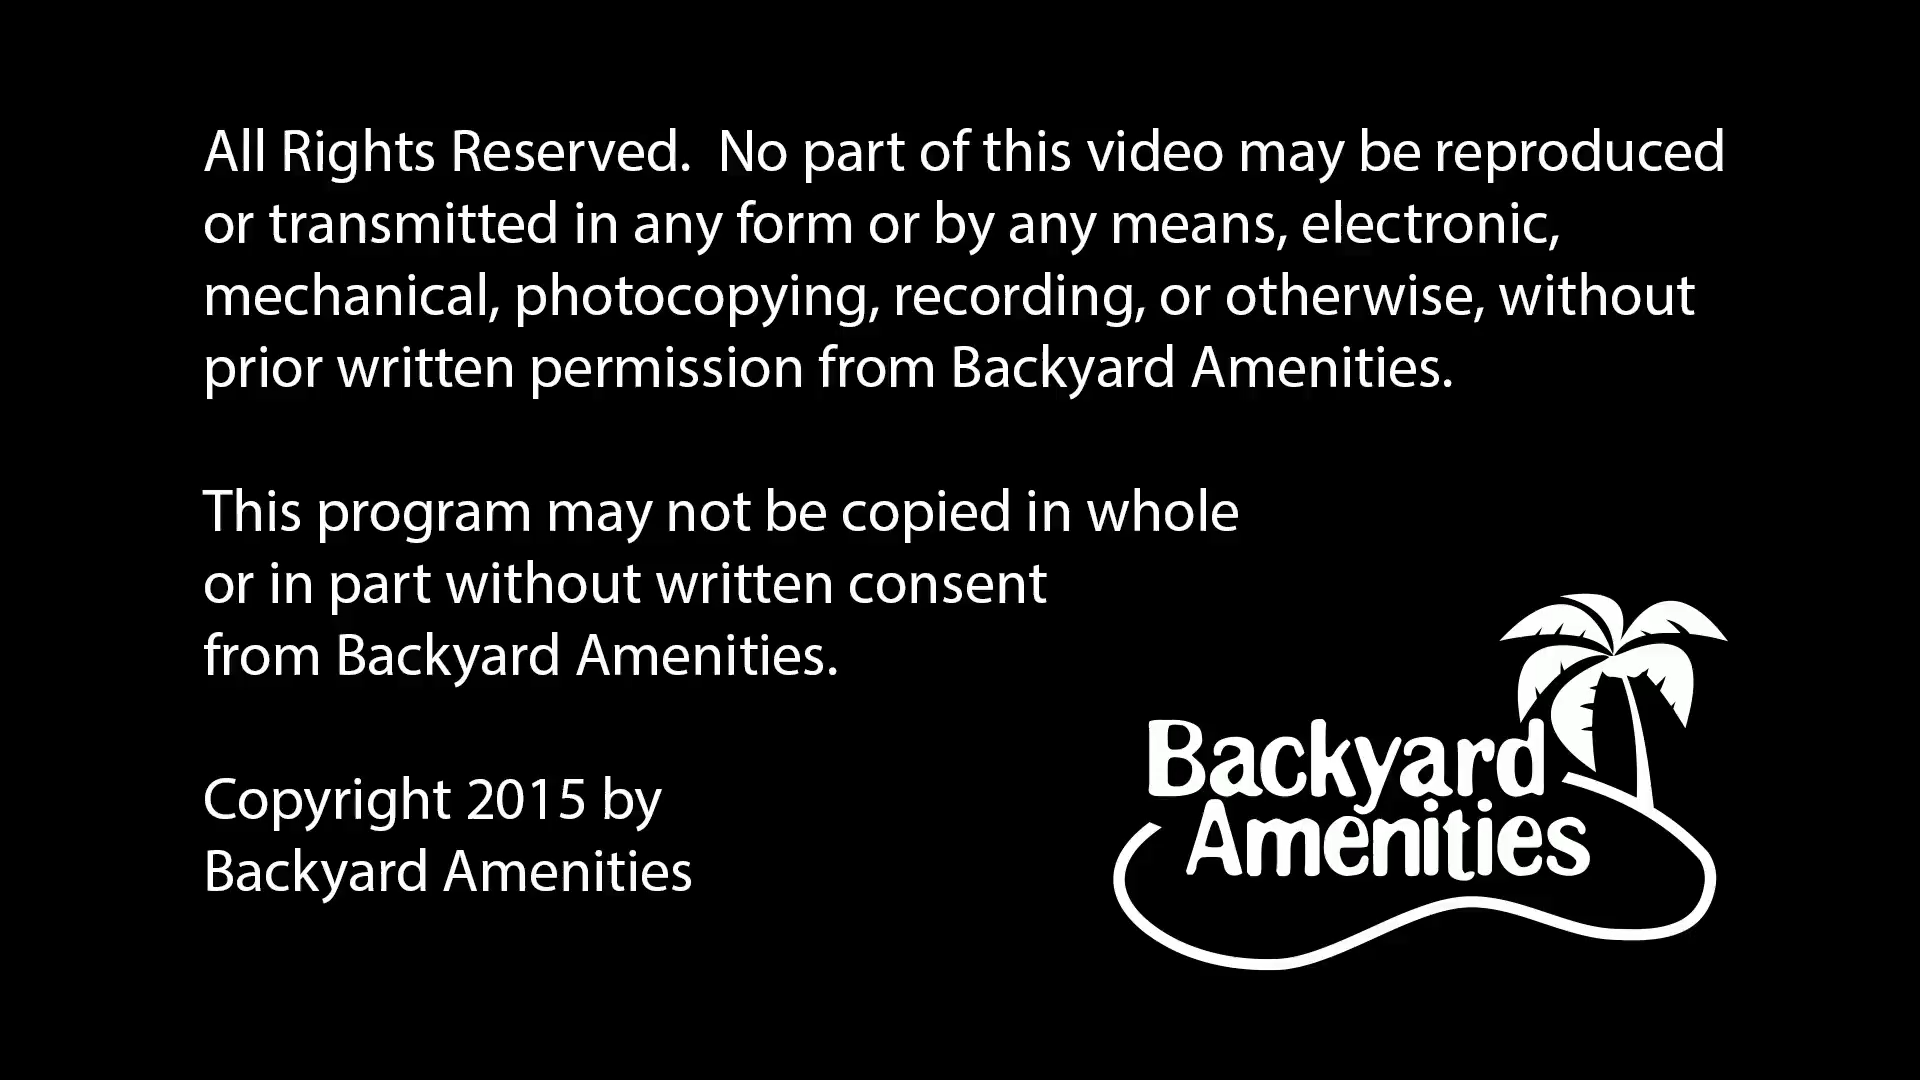 All Rights Reserved.  No part of this video may be reproduced
or transmitted in any form or by any means, electronic,
mechanical, photocopying, recording, or otherwise, without
prior written permission from Backyard Amenities.
This program may not be copied in whole
or in part without written consent
from Backyard Amenities.
Copyright 2015 by
Backyard Amenities
Backyard
Amenities